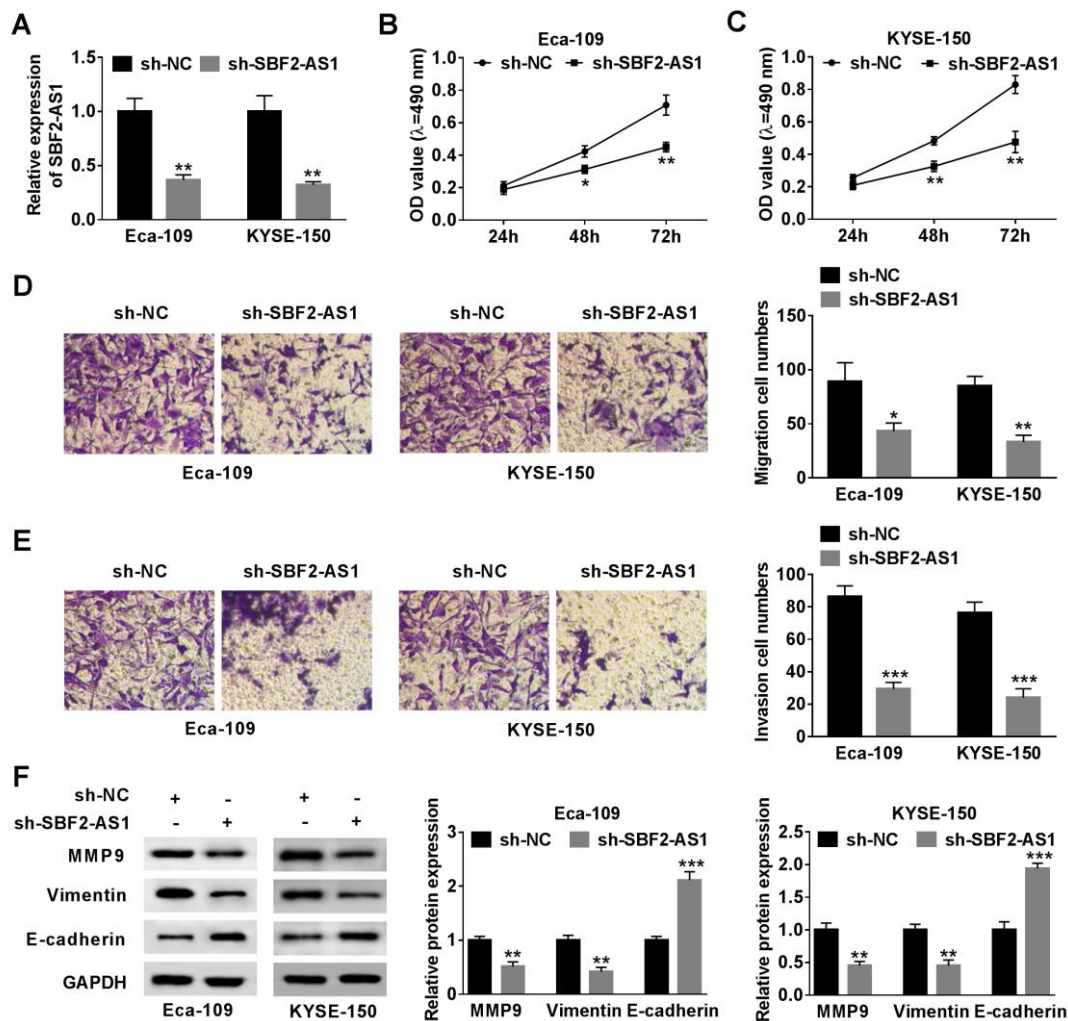 A
sh-NC sh-SBF2-AS1
Relative expression
of SBF2-AS1
1.5
1.0
0.5
0.0
** **
Eca-109 KYSE-150
B
Eca-109
sh-NC sh-SBF2-AS1
OD value (λ=490 nm)
1.0
0.8
0.6
0.4
0.2
0.0
* **
24h 48h 72h
C
KYSE-150
sh-NC sh-SBF2-AS1
OD value (λ=490 nm)
1.0
0.8
0.6
0.4
0.2
0.0
** **
24h 48h 72h
D
sh-NC sh-SBF2-AS1 sh-NC sh-SBF2-AS1
Eca-109 KYSE-150
sh-NC
sh-SBF2-AS1
Migration cell numbers
150
100
50
0
* **
Eca-109 KYSE-150
E
sh-NC sh-SBF2-AS1 sh-NC sh-SBF2-AS1
Eca-109 KYSE-150
sh-NC
sh-SBF2-AS1
Invasion cell numbers
100
80
60
40
20
0
*** ***
Eca-109 KYSE-150
F
sh-NC + - + -
sh-SBF2-AS1 - + - +
MMP9
Vimentin
E-cadherin
GAPDH
Eca-109 KYSE-150
Eca-109
sh-NC sh-SBF2-AS1
Relative protein expression
3
2
1
0
** ** ***
MMP9 Vimentin E-cadherin
KYSE-150
sh-NC sh-SBF2-AS1
Relative protein expression
2.5
2.0
1.5
1.0
0.5
0.0
** ** ***
MMP9 Vimentin E-cadherin